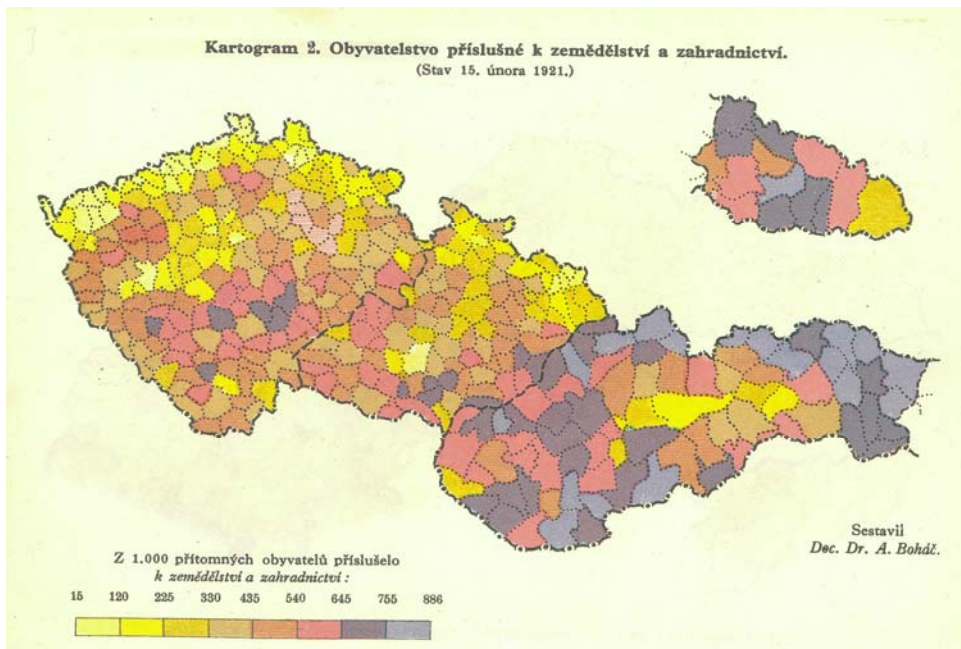 Kartogram 2. Obyvatelstvo příslušné k zemědělství a zahradnictví.
(Stav 15. února 1921.)
Sestavil
Doc. Dr. A. Boháč.
Z 1.000 přítomných obyvatelů příslušelo
k zemědělství a zahradnictví :
15 120 225 330 435 540 645 755 886